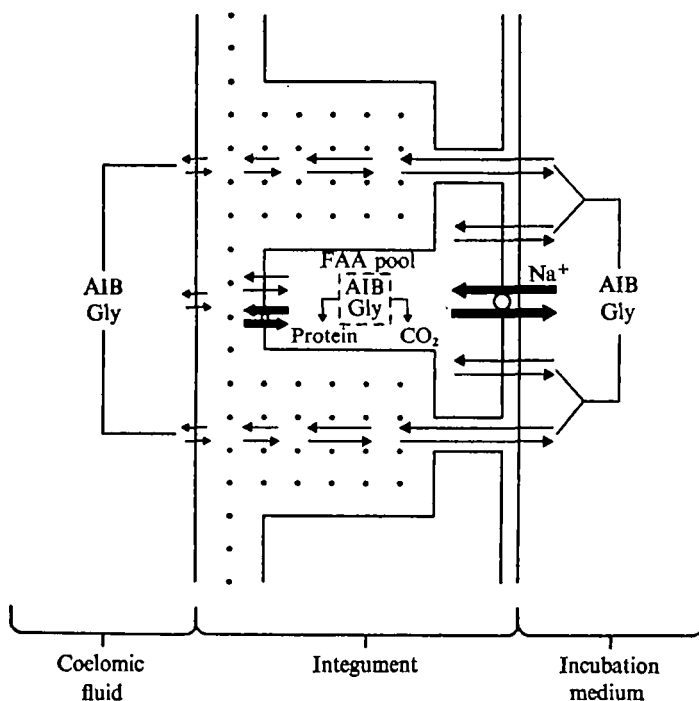 FAA pool
Na⁺
AIB
Gly
AIB
Gly
AIB
Gly
Protein
CO₂
Coelomic
fluid
Integument
Incubation
medium